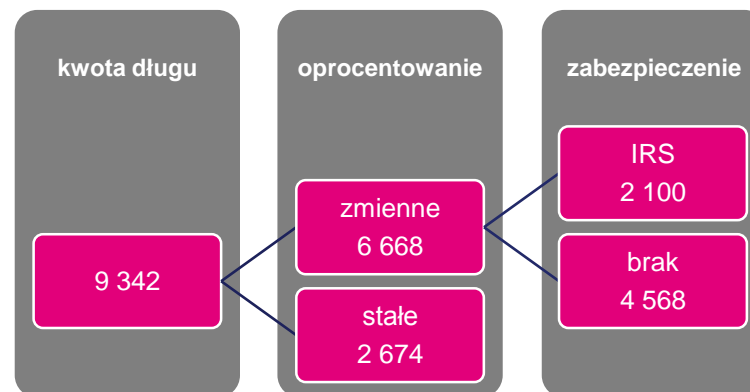 kwota długu
oprocentowanie
zabezpieczenie
9 342
zmienne
6 668
stałe
2 674
IRS
2 100
brak
4 568